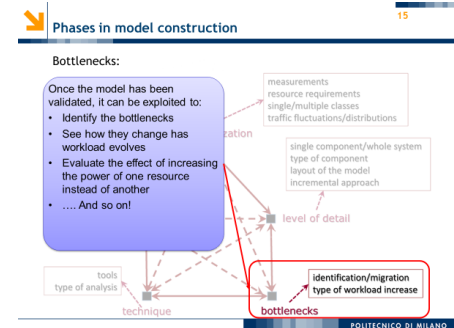 15
Phases in model construction
Bottlenecks:
Once the model has been
validated, it can be exploited to:
• Identify the bottlenecks
• See how they change has
workload evolves
• Evaluate the effect of increasing
the power of one resource
instead of another
• …. And so on!
measurements
resource requirements
single/multiple classes
traffic fluctuations/distributions
zation
single component/whole system
type of component
layout of the model
incremental approach
level of detail
tools
type of analysis
technique
identification/migration
type of workload increase
bottlenecks
POLITECNICO DI MILANO